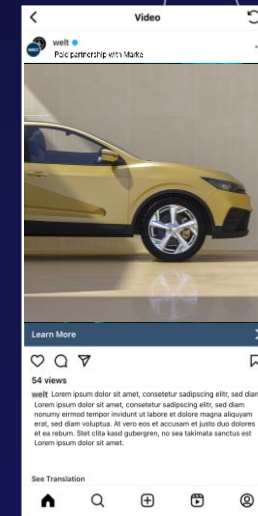 Video
welt
Paid partnership with Marke
Learn More
54 views
welt Lorem ipsum dolor sit amet, consetetur sadipscing elitr, sed diam
Lorem ipsum dolor sit amet, consetetur sadipscing elitr, sed diam
nonumy eirmod tempor invidunt ut labore et dolore magna aliquyam
erat, sed diam voluptua. At vero eos et accusam et justo duo dolores
et ea rebum. Stet clita kasd gubergren, no sea takimata sanctus est
Lorem ipsum dolor sit amet.
See Translation